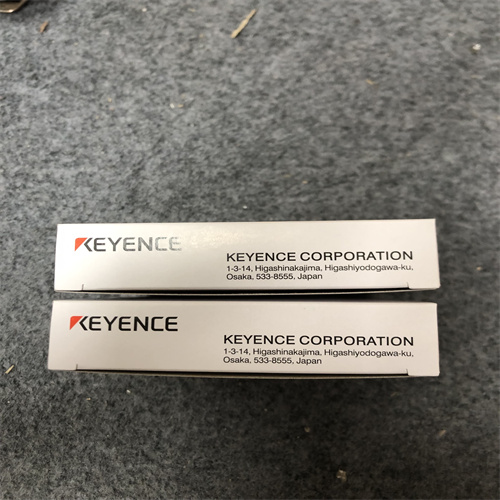 KEYENCE
KEYENCE CORPORATION
1-3-14, Higashinakajima, Higashiyodogawa-ku,
Osaka, 533-8555, Japan
KEYENCE
KEYENCE CORPORATION
1-3-14, Higashinakajima, Higashiyodogawa-ku,
Osaka, 533-8555, Japan